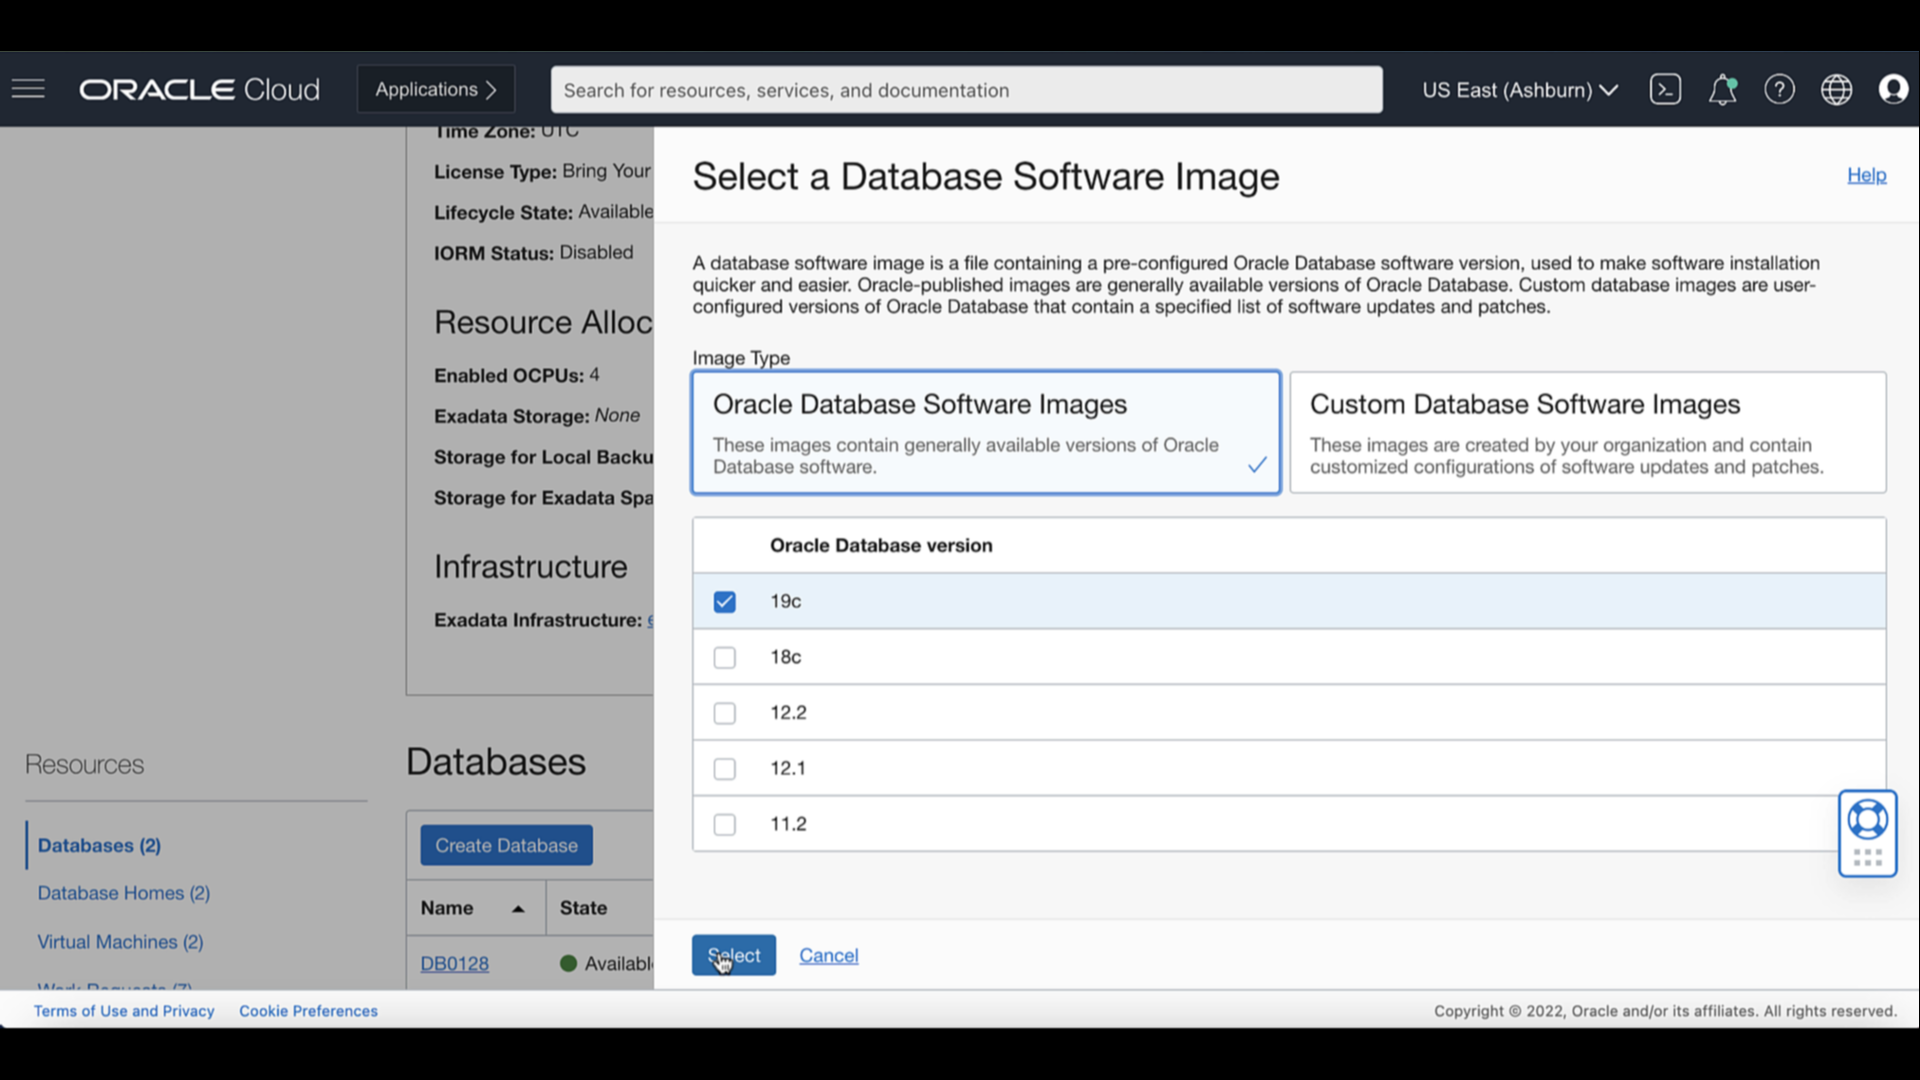 ORACLE Cloud
Applications
Search for resources, services, and documentation
US East (Ashburn)
Time Zone: UTC
License Type: Bring Your
Lifecycle State: Available
IORM Status: Disabled
Resource Alloc
Enabled OCPUs: 4
Exadata Storage: None
Storage for Local Backu
Storage for Exadata Spa
Infrastructure
Exadata Infrastructure: e
Resources
Databases (2)
Database Homes (2)
Virtual Machines (2)
Work Requests (7)
Databases
Create Database
Name
State
DB0128
Availabl
Select a Database Software Image
Help
A database software image is a file containing a pre-configured Oracle Database software version, used to make software installation
quicker and easier. Oracle-published images are generally available versions of Oracle Database. Custom database images are user-
configured versions of Oracle Database that contain a specified list of software updates and patches.
Image Type
Oracle Database Software Images
These images contain generally available versions of Oracle
Database software.
Custom Database Software Images
These images are created by your organization and contain
customized configurations of software updates and patches.
Oracle Database version
19c
18c
12.2
12.1
11.2
Select
Cancel
Terms of Use and Privacy
Cookie Preferences
Copyright © 2022, Oracle and/or its affiliates. All rights reserved.